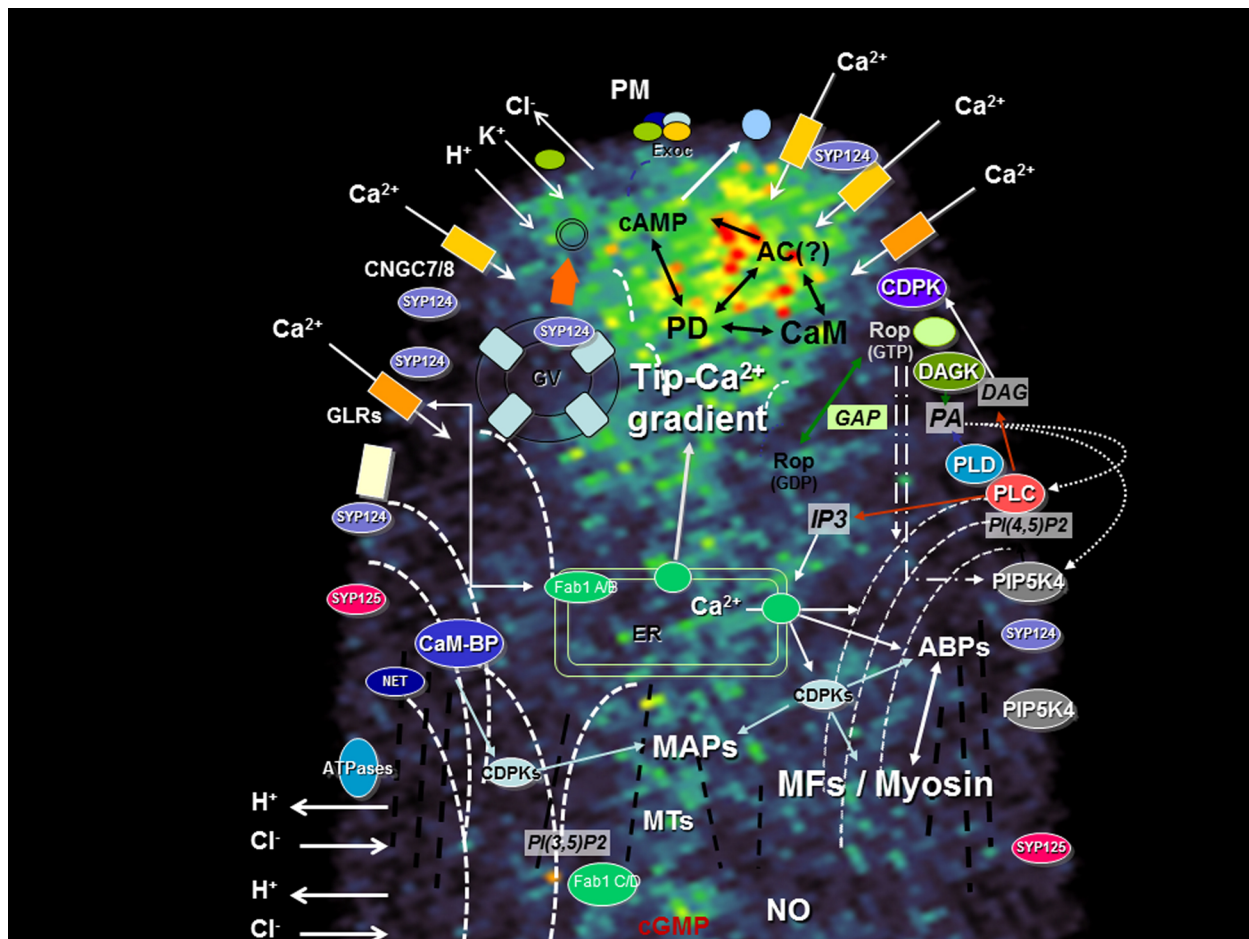 PM
Ca²⁺
Cl⁻
K⁺
H⁺
Exoc
SYP124
Ca²⁺
Ca²⁺
Ca²⁺
cAMP
AC(?)
CNGC7/8
SYP124
CDPK
PD
CaM
Rop
(GTP)
SYP124
Ca²⁺
SYP124
GV
Tip-Ca²⁺
gradient
DAGK
DAG
GLRs
GAP
PA
Rop
(GDP)
PLD
PLC
SYP124
IP3
PI(4,5)P2
Fab1 A/B
PIP5K4
SYP125
Ca²⁺
ER
SYP124
CaM-BP
ABPs
NET
CDPKs
PIP5K4
MAPs
ATPases
CDPKs
MFs / Myosin
H⁺
MTs
Cl⁻
PI(3,5)P2
SYP125
H⁺
Fab1 C/D
NO
Cl⁻
cGMP